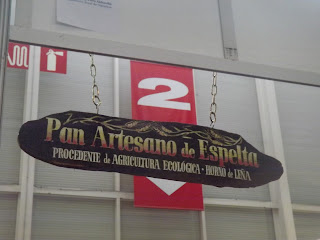 2
Pan Artesano de Espelta
PROCEDENTE de AGRICULTURA ECOLÓGICA · HORNO de LEÑA